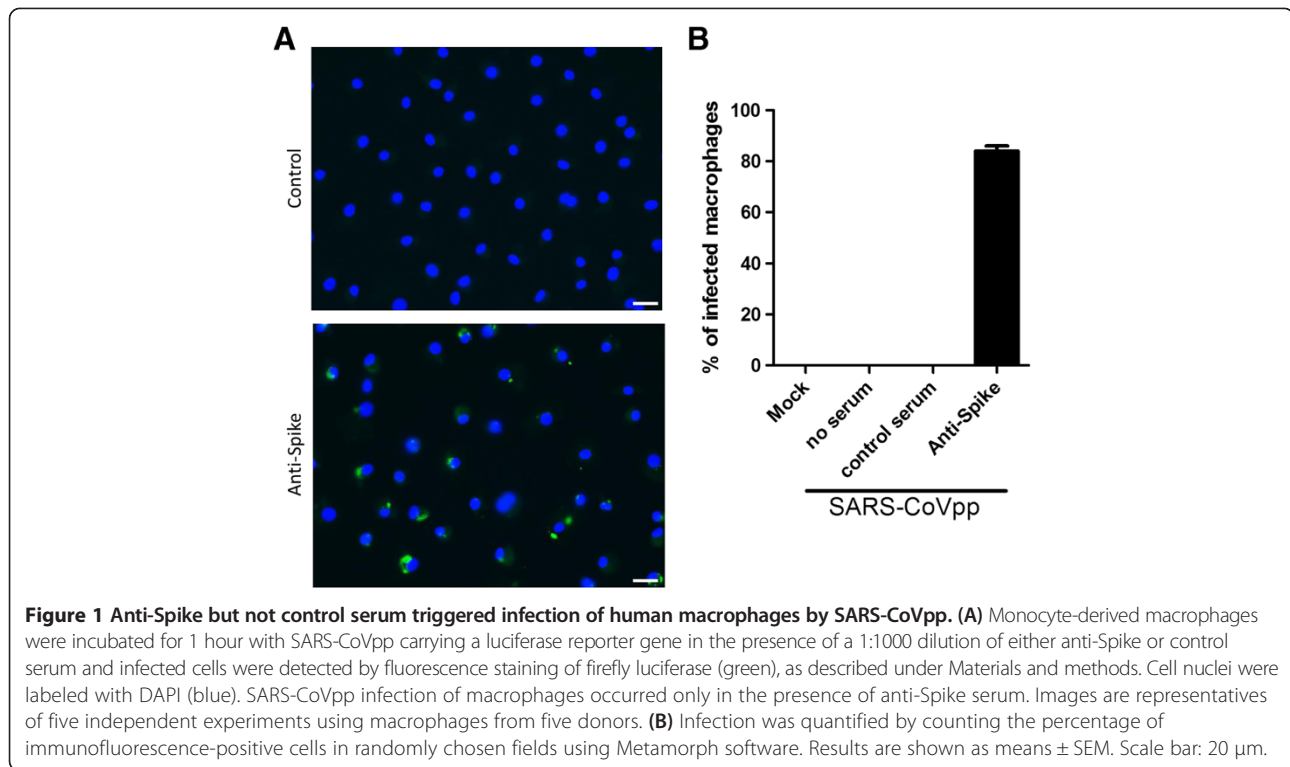 A
Control
Anti-Spike
B
% of infected macrophages
100
80
60
40
20
0
Mock
no serum
control serum
Anti-Spike
SARS-CoVpp
Figure 1 Anti-Spike but not control serum triggered infection of human macrophages by SARS-CoVpp. (A) Monocyte-derived macrophages
were incubated for 1 hour with SARS-CoVpp carrying a luciferase reporter gene in the presence of a 1:1000 dilution of either anti-Spike or control
serum and infected cells were detected by fluorescence staining of firefly luciferase (green), as described under Materials and methods. Cell nuclei were
labeled with DAPI (blue). SARS-CoVpp infection of macrophages occurred only in the presence of anti-Spike serum. Images are representatives
of five independent experiments using macrophages from five donors. (B) Infection was quantified by counting the percentage of
immunofluorescence-positive cells in randomly chosen fields using Metamorph software. Results are shown as means ± SEM. Scale bar: 20 μm.